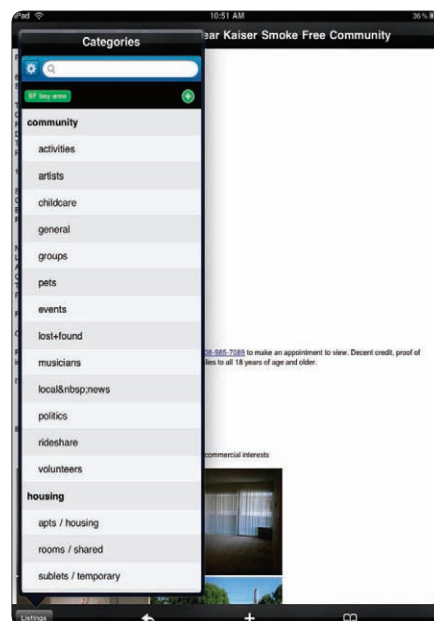 iPad
10:51 AM
36%
Categories
ear Kaiser Smoke Free Community
SF bay area
community
activities
artists
childcare
general
groups
pets
events
lost+found
08-985-7089 to make an appointment to view. Decent credit, proof of
lies to all 18 years of age and older.
musicians
local&nbsp;news
politics
rideshare
commercial interests
volunteers
housing
apts / housing
rooms / shared
sublets / temporary
Listings